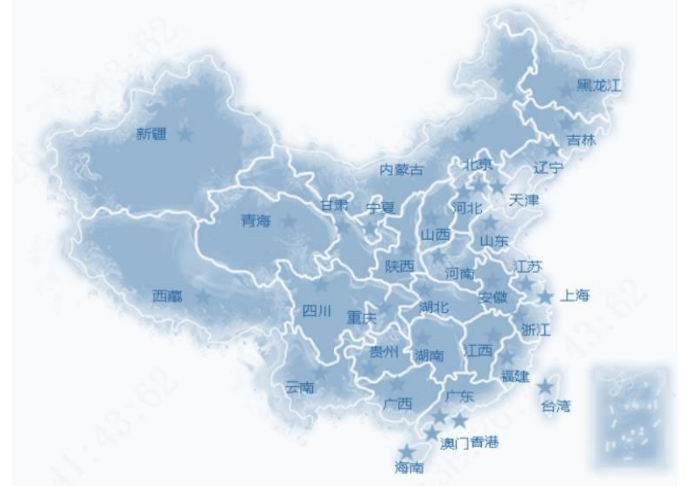 黑龙江
新疆
吉林
北京
内蒙古
辽宁
天津
甘肃
宁夏
河北
青海
山西
山东
陕西
河南
江苏
西藏
安徽
上海
四川
重庆
湖北
浙江
贵州
湖南
江西
福建
云南
广西
广东
台湾
澳门
香港
海南